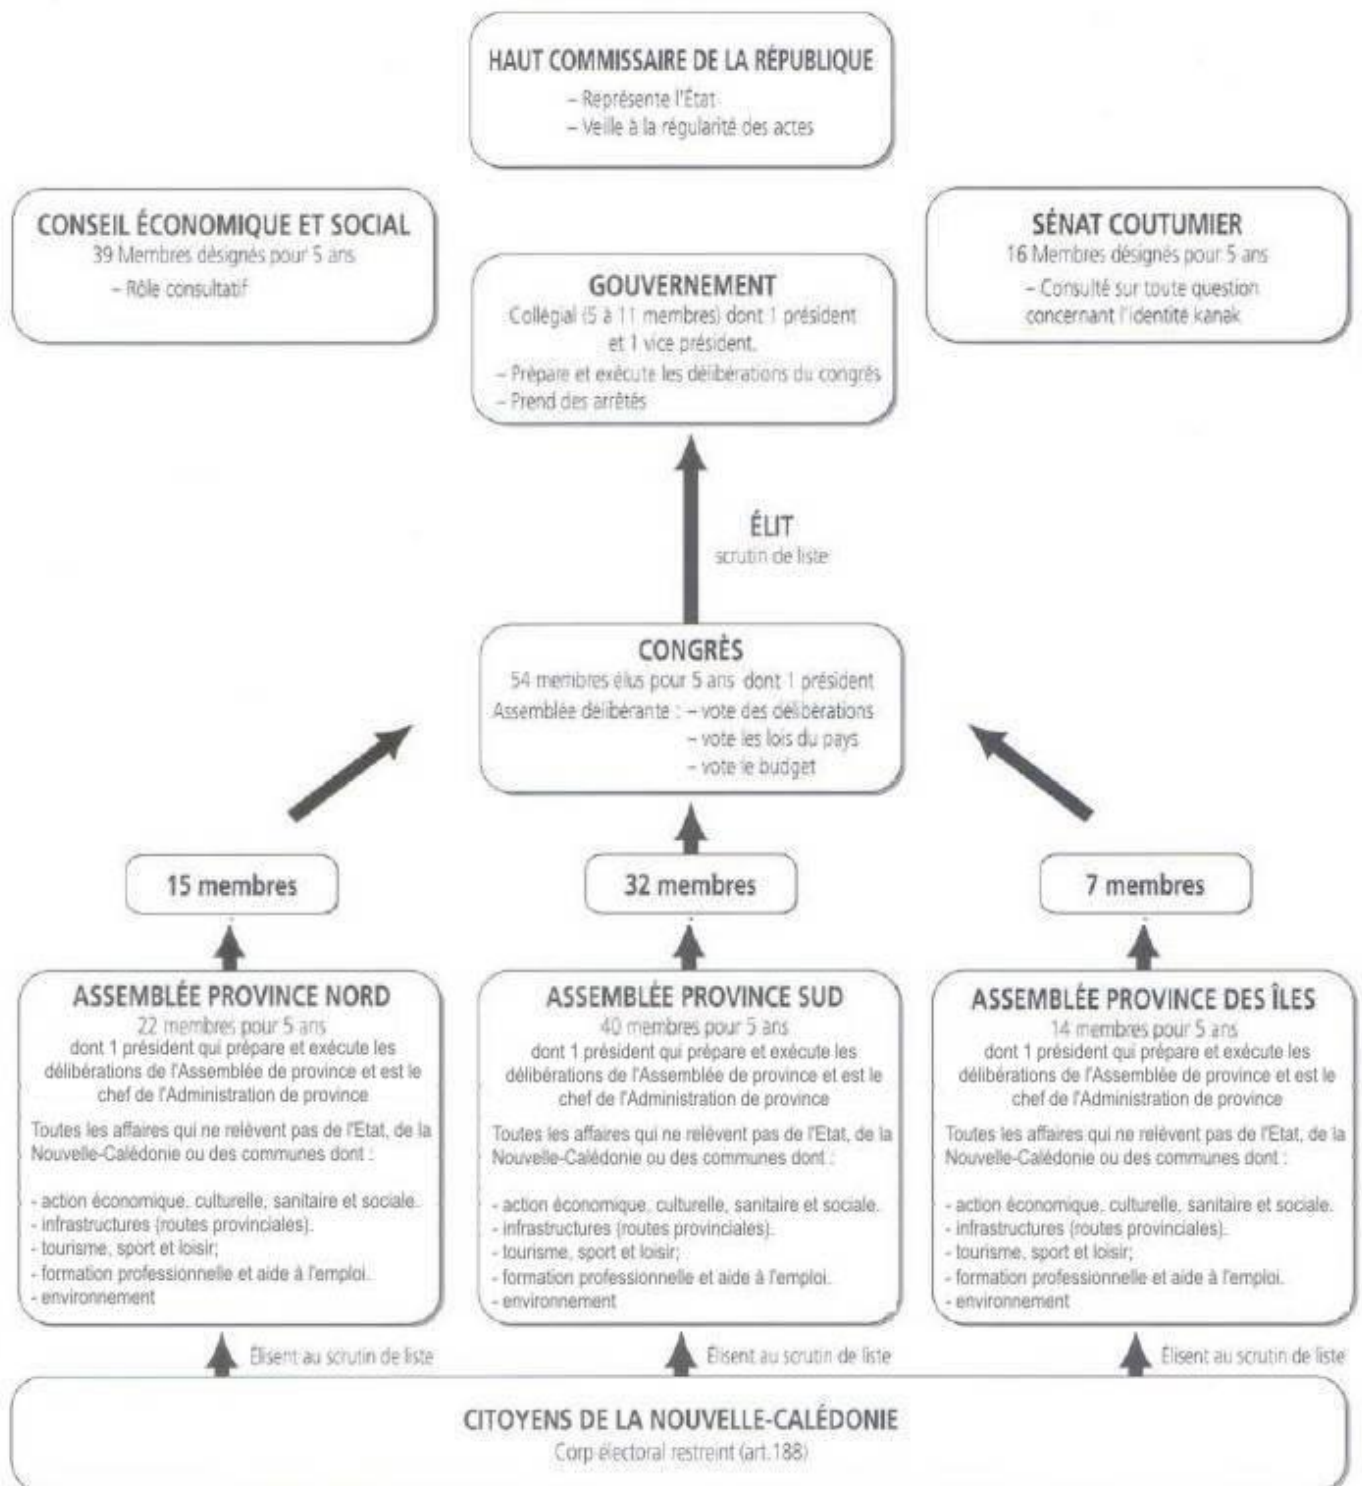 HAUT COMMISSAIRE DE LA RÉPUBLIQUE
– Représente l'État
– Veille à la régularité des actes
CONSEIL ÉCONOMIQUE ET SOCIAL
39 Membres désignés pour 5 ans
– Rôle consultatif
GOUVERNEMENT
Collégial (5 à 11 membres) dont 1 président
et 1 vice président.
– Prépare et exécute les délibérations du congrès
– Prend des arrêtés
SÉNAT COUTUMIER
16 Membres désignés pour 5 ans
– Consulté sur toute question
concernant l'identité kanak
ÉLIT
scrutin de liste
CONGRÈS
54 membres élus pour 5 ans dont 1 président
Assemblée délibérante : – vote des délibérations
– vote les lois du pays
– vote le budget
15 membres
32 membres
7 membres
ASSEMBLÉE PROVINCE NORD
22 membres pour 5 ans
dont 1 président qui prépare et exécute les
délibérations de l'Assemblée de province et est le
chef de l'Administration de province
Toutes les affaires qui ne relèvent pas de l'Etat, de la
Nouvelle-Calédonie ou des communes dont :
- action économique, culturelle, sanitaire et sociale.
- infrastructures (routes provinciales).
- tourisme, sport et loisir;
- formation professionnelle et aide à l'emploi.
- environnement
ASSEMBLÉE PROVINCE SUD
40 membres pour 5 ans
dont 1 président qui prépare et exécute les
délibérations de l'Assemblée de province et est le
chef de l'Administration de province
Toutes les affaires qui ne relèvent pas de l'Etat, de la
Nouvelle-Calédonie ou des communes dont :
- action économique, culturelle, sanitaire et sociale.
- infrastructures (routes provinciales).
- tourisme, sport et loisir;
- formation professionnelle et aide à l'emploi.
- environnement
ASSEMBLÉE PROVINCE DES ÎLES
14 membres pour 5 ans
dont 1 président qui prépare et exécute les
délibérations de l'Assemblée de province et est le
chef de l'Administration de province
Toutes les affaires qui ne relèvent pas de l'Etat, de la
Nouvelle-Calédonie ou des communes dont :
- action économique, culturelle, sanitaire et sociale.
- infrastructures (routes provinciales).
- tourisme, sport et loisir;
- formation professionnelle et aide à l'emploi.
- environnement
Élisent au scrutin de liste
Élisent au scrutin de liste
Élisent au scrutin de liste
CITOYENS DE LA NOUVELLE-CALÉDONIE
Corp électoral restreint (art.188)